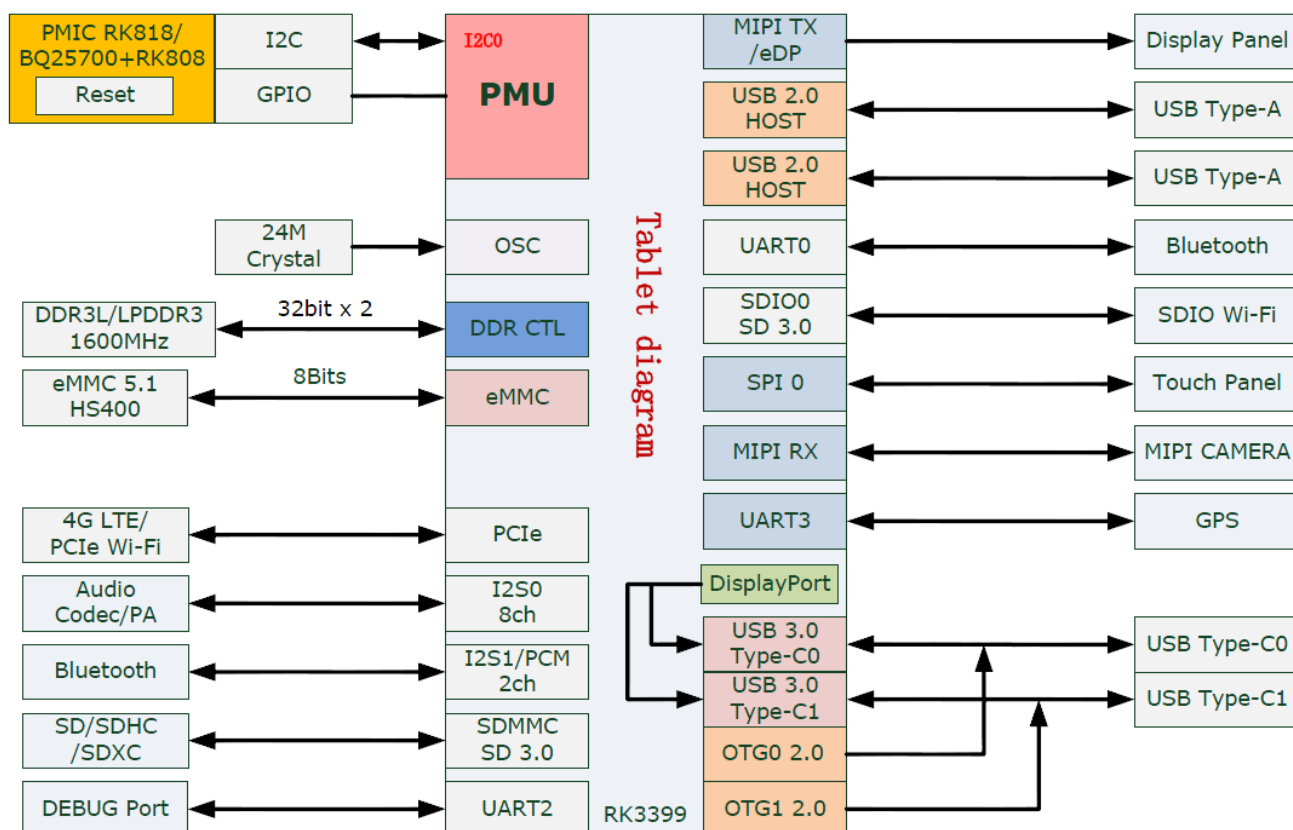 PMIC RK818/
BQ25700+RK808
Reset
I2C
GPIO
I2C0
PMU
24M
Crystal
OSC
DDR3L/LPDDR3
1600MHz
32bit x 2
DDR CTL
eMMC 5.1
HS400
8Bits
eMMC
4G LTE/
PCIe Wi-Fi
PCIe
Audio
Codec/PA
I2S0
8ch
Bluetooth
I2S1/PCM
2ch
SD/SDHC
/SDXC
SDMMC
SD 3.0
DEBUG Port
UART2
Tablet diagram
RK3399
MIPI TX
/eDP
Display Panel
USB 2.0
HOST
USB Type-A
USB 2.0
HOST
USB Type-A
UART0
Bluetooth
SDIO0
SD 3.0
SDIO Wi-Fi
SPI 0
Touch Panel
MIPI RX
MIPI CAMERA
UART3
GPS
DisplayPort
USB 3.0
Type-C0
USB Type-C0
USB 3.0
Type-C1
USB Type-C1
OTG0 2.0
OTG1 2.0